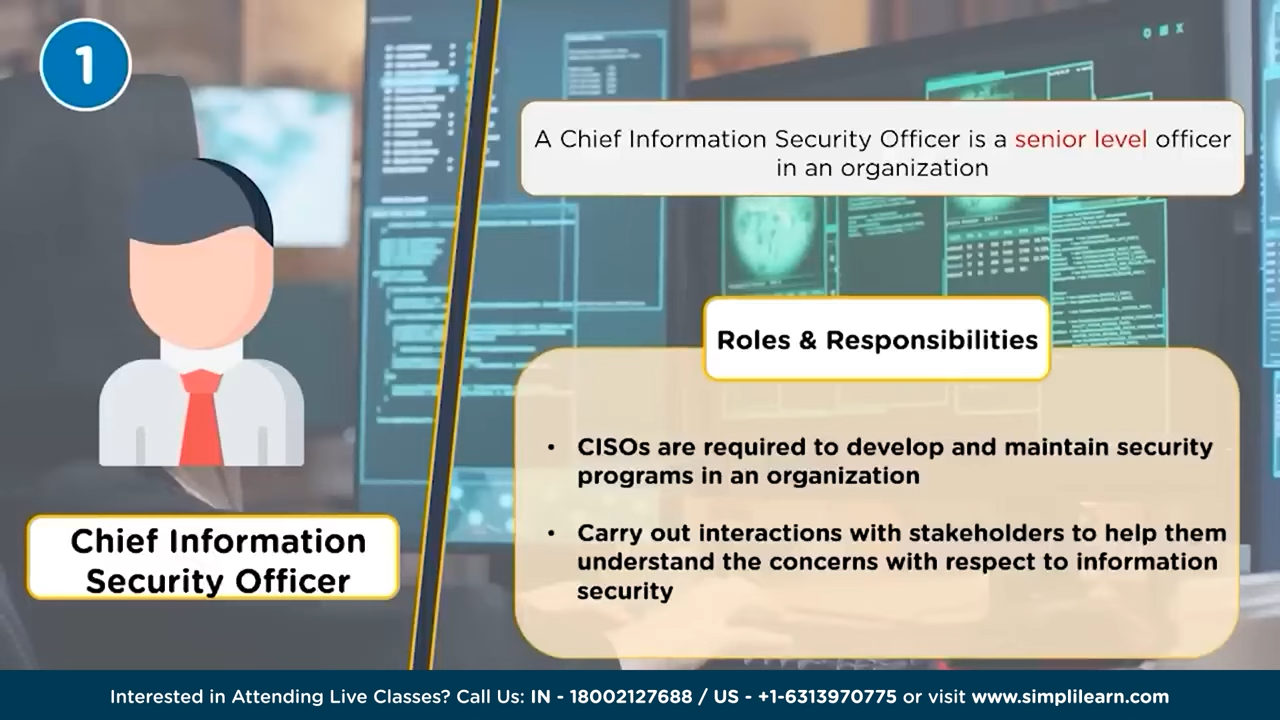 1
A Chief Information Security Officer is a senior level officer
in an organization
Roles & Responsibilities
• CISOs are required to develop and maintain security
programs in an organization
• Carry out interactions with stakeholders to help them
understand the concerns with respect to information
security
Chief Information
Security Officer
Interested in Attending Live Classes? Call Us: IN - 18002127688 / US - +1-6313970775 or visit www.simplilearn.com